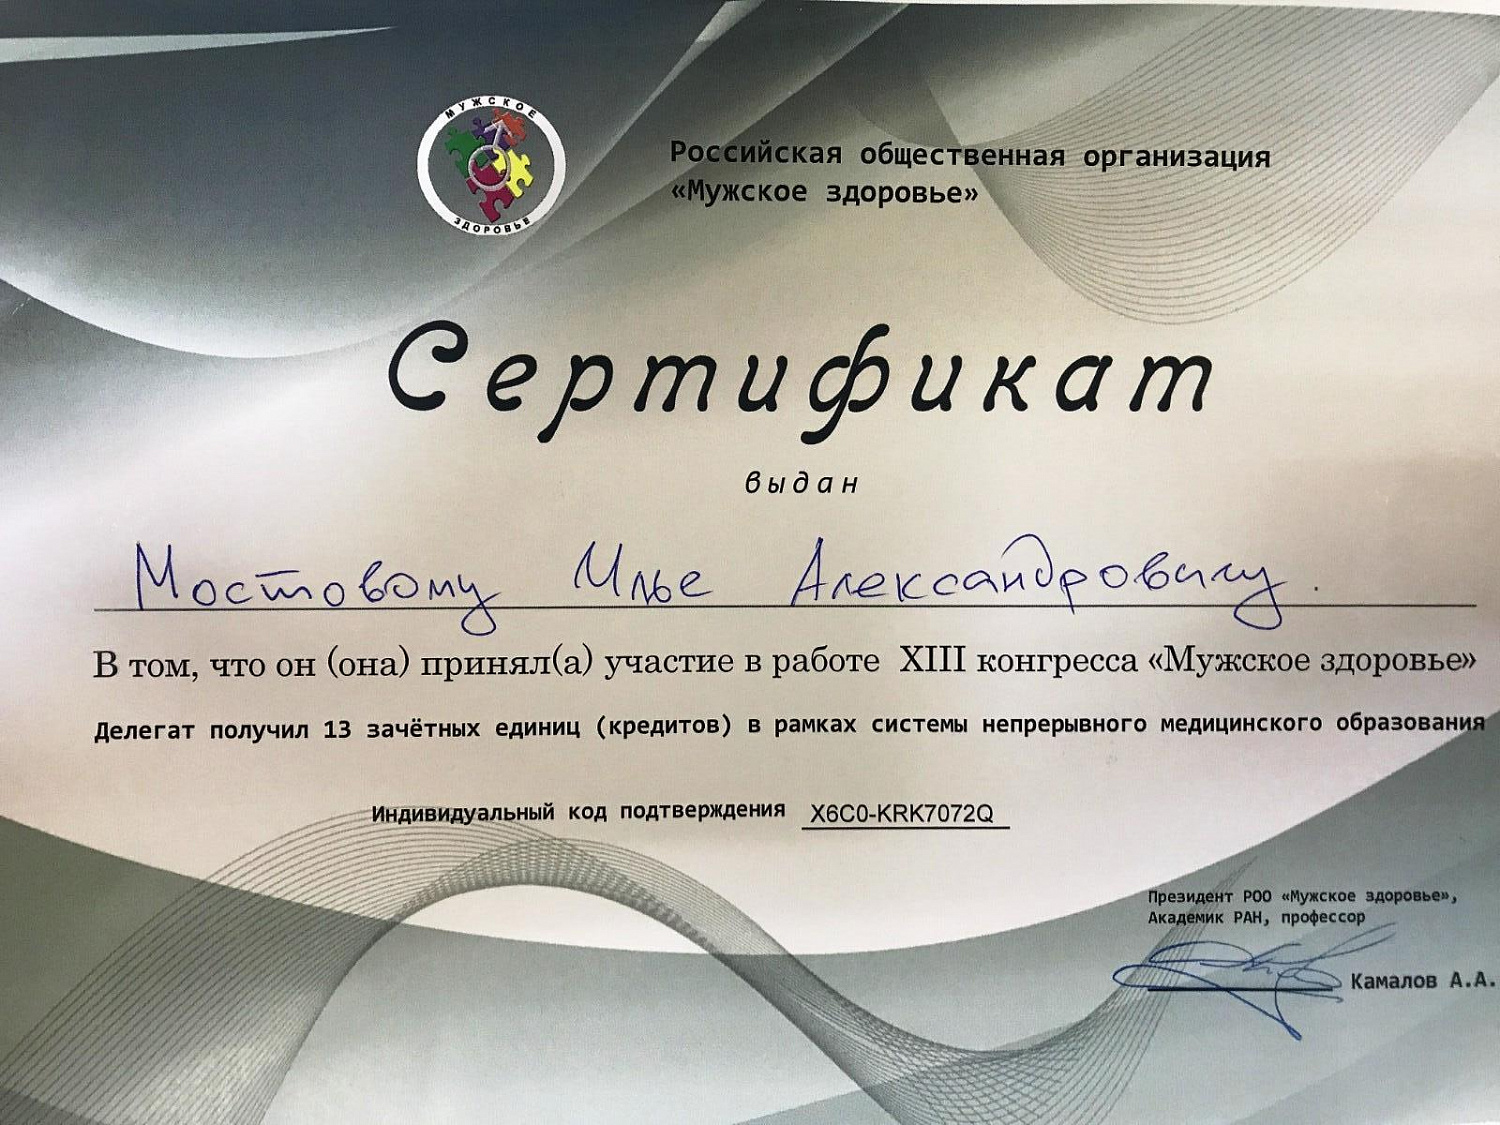 МУЖСКОЕ
ЗДОРОВЬЕ
Российская общественная организация
«Мужское здоровье»
Сертификат
выдан
Мостовому Илье Александровичу.
В том, что он (она) принял(а) участие в работе XIII конгресса «Мужское здоровье»
Делегат получил 13 зачётных единиц (кредитов) в рамках системы непрерывного медицинского образования
Индивидуальный код подтверждения X6C0-KRK7072Q
Президент РОО «Мужское здоровье»,
Академик РАН, профессор
Камалов А.А.